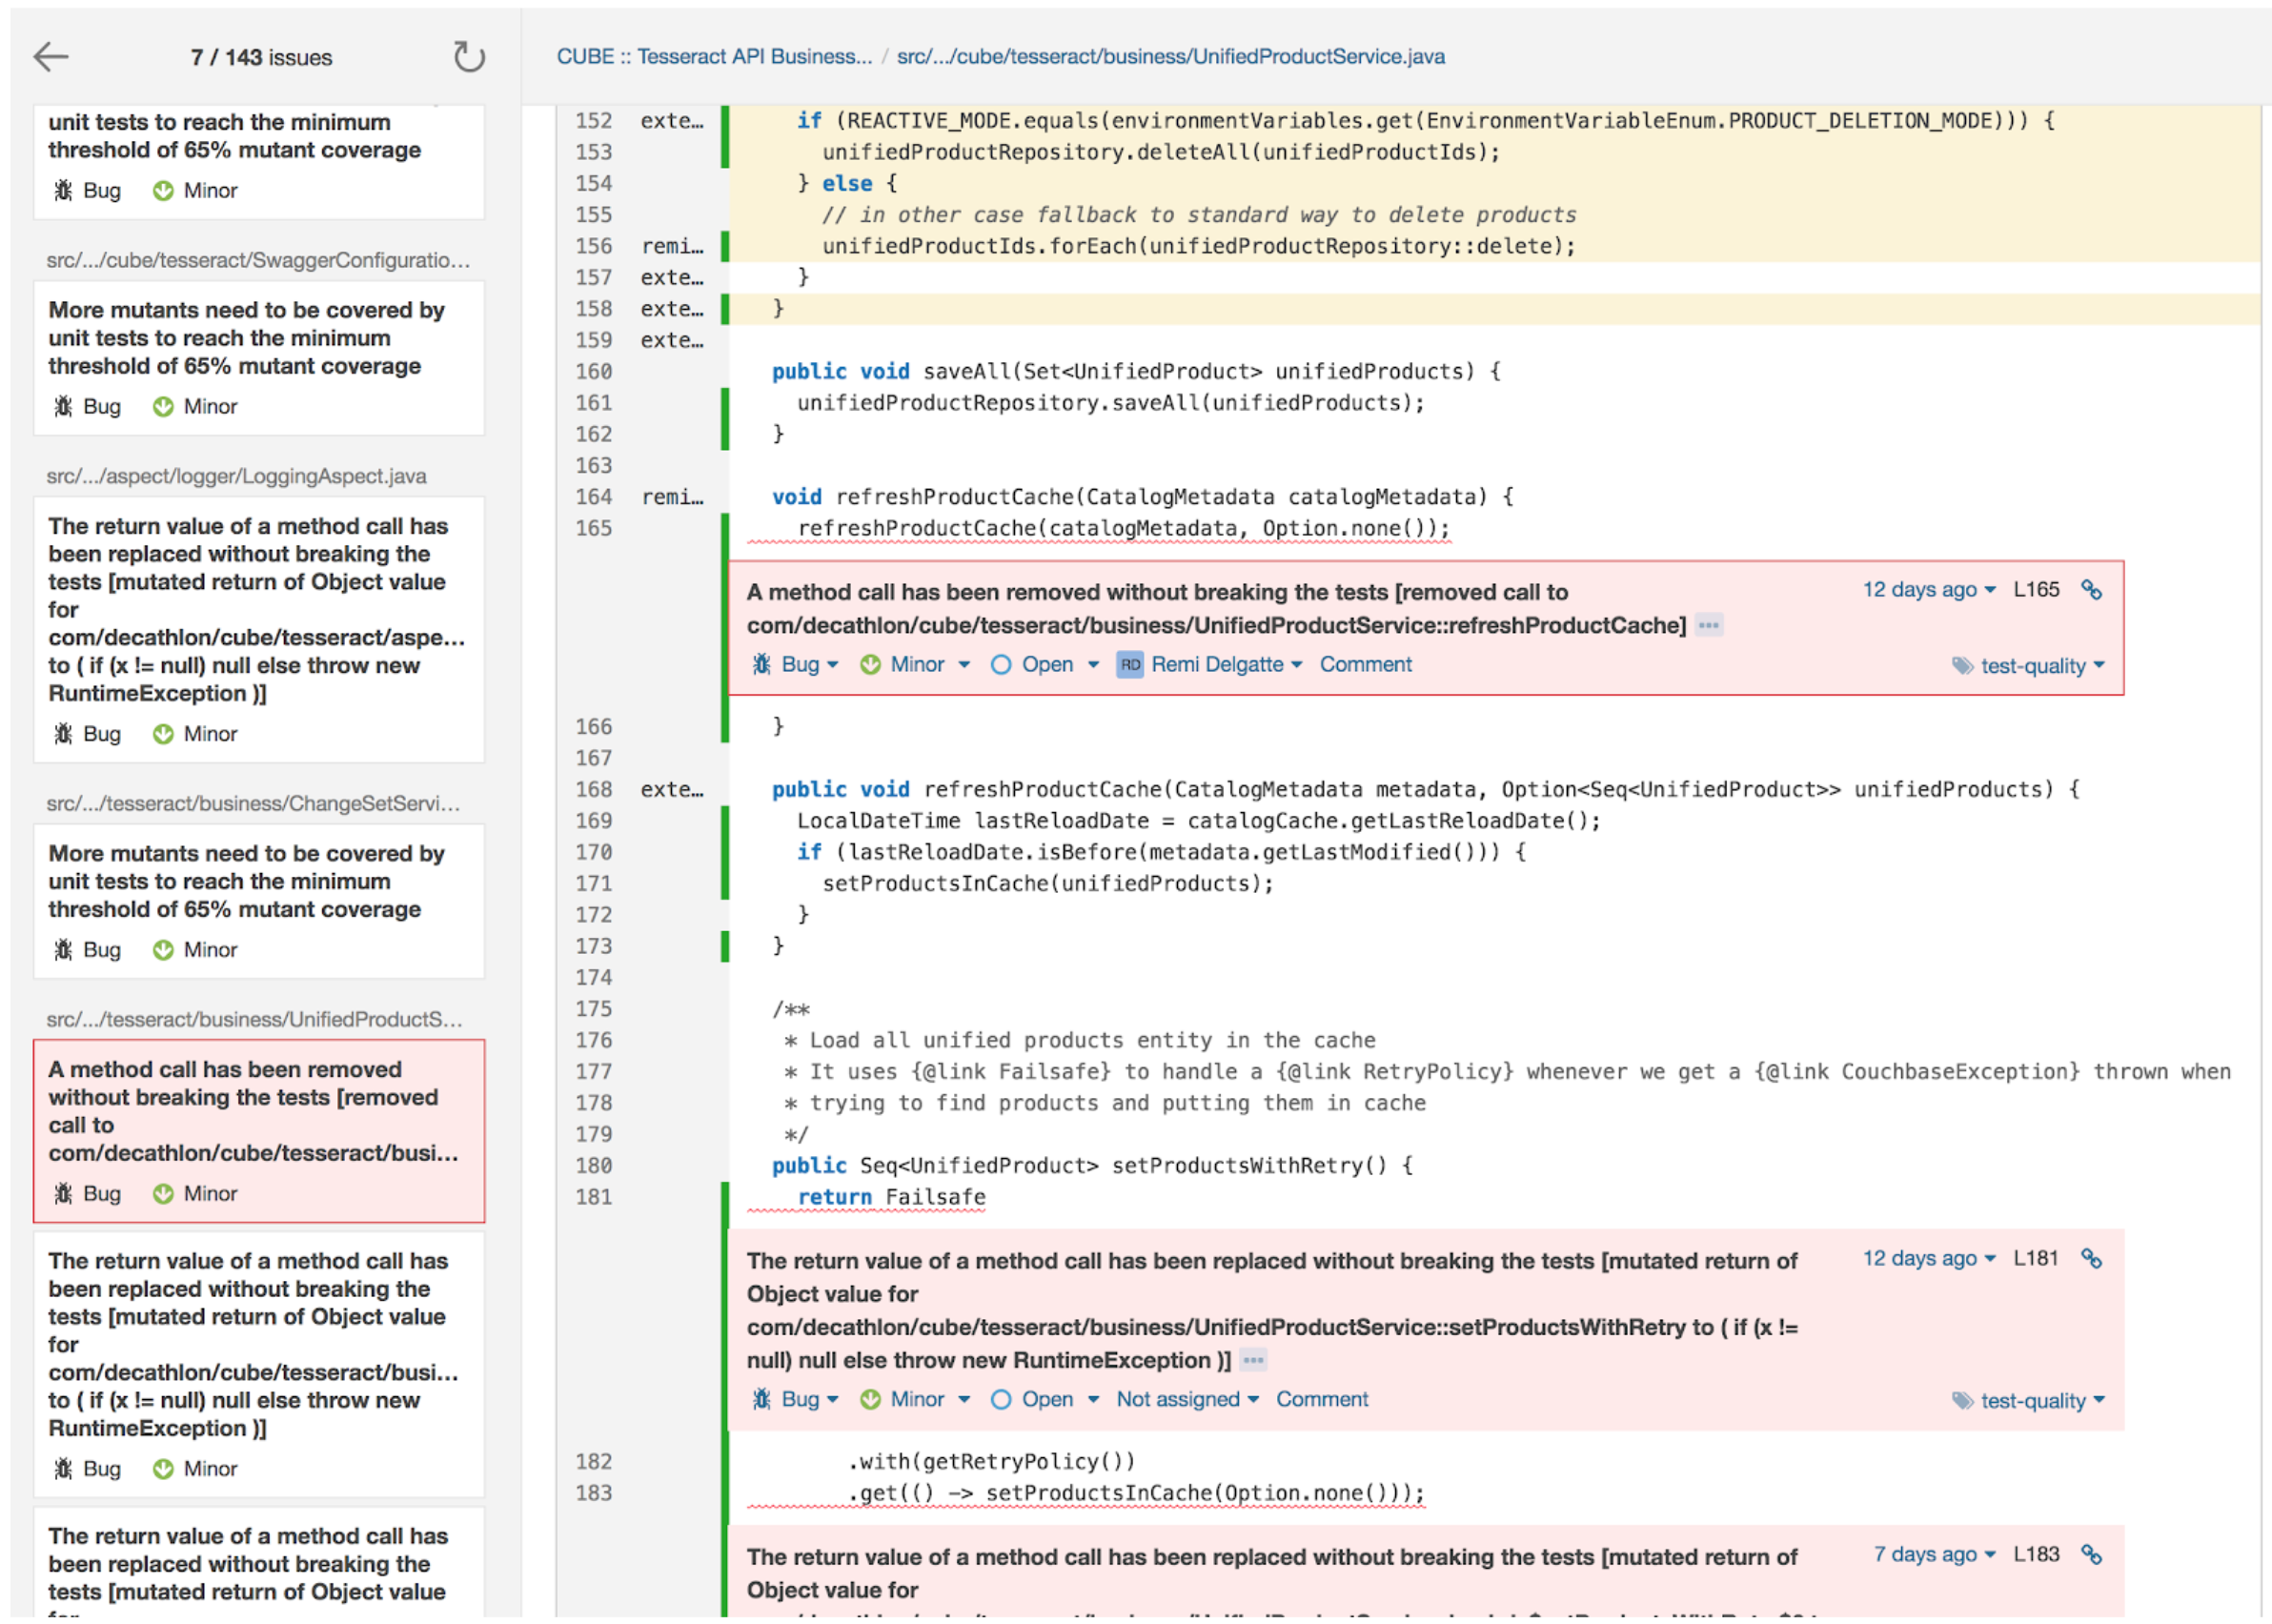 7 / 143 issues
unit tests to reach the minimum
threshold of 65% mutant coverage
Bug Minor
src/.../cube/tesseract/SwaggerConfiguratio...
More mutants need to be covered by
unit tests to reach the minimum
threshold of 65% mutant coverage
Bug Minor
src/.../aspect/logger/LoggingAspect.java
The return value of a method call has
been replaced without breaking the
tests [mutated return of Object value
for
com/decathlon/cube/tesseract/aspe...
to ( if (x != null) null else throw new
RuntimeException )]
Bug Minor
src/.../tesseract/business/ChangeSetServi...
More mutants need to be covered by
unit tests to reach the minimum
threshold of 65% mutant coverage
Bug Minor
src/.../tesseract/business/UnifiedProductS...
A method call has been removed
without breaking the tests [removed
call to
com/decathlon/cube/tesseract/busi...
Bug Minor
The return value of a method call has
been replaced without breaking the
tests [mutated return of Object value
for
com/decathlon/cube/tesseract/busi...
to ( if (x != null) null else throw new
RuntimeException )]
Bug Minor
The return value of a method call has
been replaced without breaking the
tests [mutated return of Object value
CUBE :: Tesseract API Business... / src/.../cube/tesseract/business/UnifiedProductService.java
152 exte… if (REACTIVE_MODE.equals(environmentVariables.get(EnvironmentVariableEnum.PRODUCT_DELETION_MODE))) {
153 unifiedProductRepository.deleteAll(unifiedProductIds);
154 } else {
155 // in other case fallback to standard way to delete products
156 remi… unifiedProductIds.forEach(unifiedProductRepository::delete);
157 exte… }
158 exte… }
159 exte…
160 public void saveAll(Set<UnifiedProduct> unifiedProducts) {
161 unifiedProductRepository.saveAll(unifiedProducts);
162 }
163
164 remi… void refreshProductCache(CatalogMetadata catalogMetadata) {
165 refreshProductCache(catalogMetadata, Option.none());
A method call has been removed without breaking the tests [removed call to 12 days ago L165
com/decathlon/cube/tesseract/business/UnifiedProductService::refreshProductCache] •••
Bug Minor Open RD Remi Delgatte Comment test-quality
166 }
167
168 exte… public void refreshProductCache(CatalogMetadata metadata, Option<Seq<UnifiedProduct>> unifiedProducts) {
169 LocalDateTime lastReloadDate = catalogCache.getLastReloadDate();
170 if (lastReloadDate.isBefore(metadata.getLastModified())) {
171 setProductsInCache(unifiedProducts);
172 }
173 }
174
175 /**
176 * Load all unified products entity in the cache
177 * It uses {@link Failsafe} to handle a {@link RetryPolicy} whenever we get a {@link CouchbaseException} thrown when
178 * trying to find products and putting them in cache
179 */
180 public Seq<UnifiedProduct> setProductsWithRetry() {
181 return Failsafe
The return value of a method call has been replaced without breaking the tests [mutated return of 12 days ago L181
Object value for
com/decathlon/cube/tesseract/business/UnifiedProductService::setProductsWithRetry to ( if (x !=
null) null else throw new RuntimeException )] •••
Bug Minor Open Not assigned Comment test-quality
182 .with(getRetryPolicy())
183 .get(() -> setProductsInCache(Option.none()));
The return value of a method call has been replaced without breaking the tests [mutated return of 7 days ago L183
Object value for